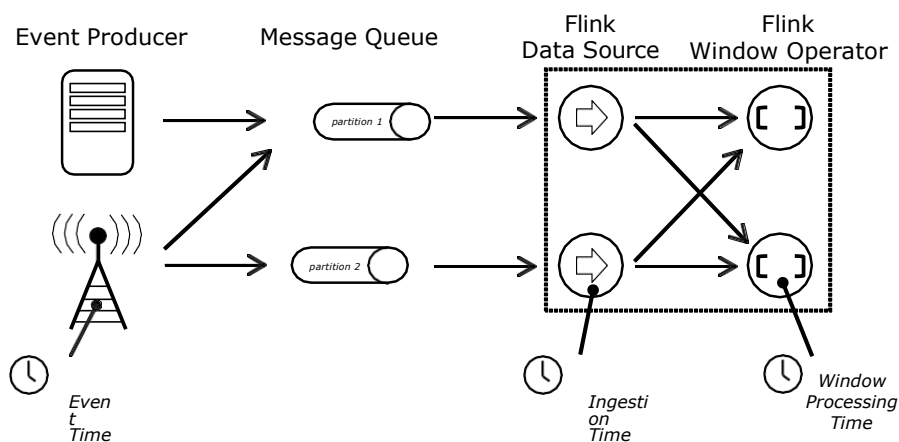 Event Producer
Message Queue
Flink
Data Source
Flink
Window Operator
partition 1
partition 2
Even
t
Time
Ingesti
on
Time
Window
Processing
Time